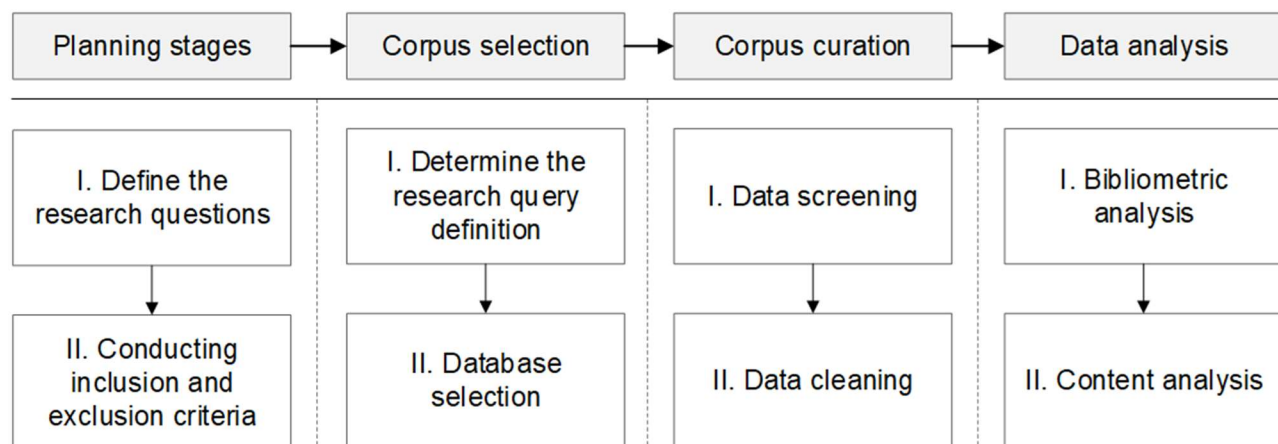 Planning stages
Corpus selection
Corpus curation
Data analysis
I. Define the
research questions
II. Conducting
inclusion and
exclusion criteria
I. Determine the
research query
definition
II. Database
selection
I. Data screening
II. Data cleaning
I. Bibliometric
analysis
II. Content analysis